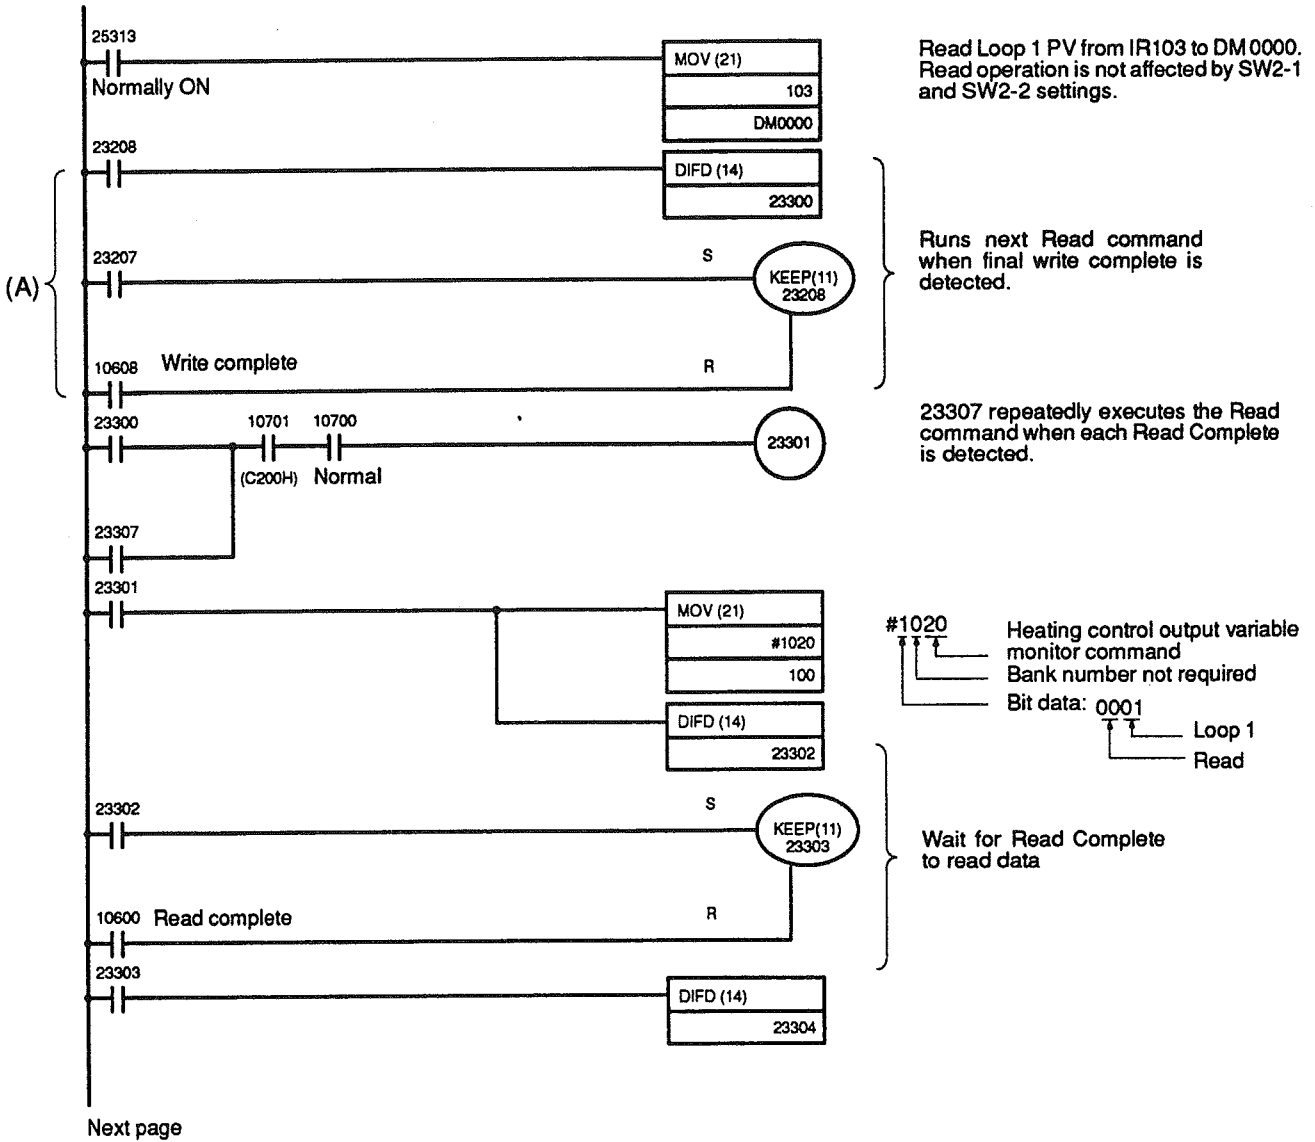 25313
Normally ON
MOV (21)
103
DM0000
Read Loop 1 PV from IR103 to DM0000.
Read operation is not affected by SW2-1
and SW2-2 settings.
23208
DIFD (14)
23300
(A)
23207
S
KEEP(11)
23208
Runs next Read command
when final write complete is
detected.
10608
Write complete
R
23300
10701
10700
(C200H)
Normal
23301
23307 repeatedly executes the Read
command when each Read Complete
is detected.
23307
23301
MOV (21)
#1020
100
#1020
Heating control output variable
monitor command
Bank number not required
Bit data: 0001
Loop 1
Read
DIFD (14)
23302
23302
S
KEEP(11)
23303
Wait for Read Complete
to read data
10600
Read complete
R
23303
DIFD (14)
23304
Next page